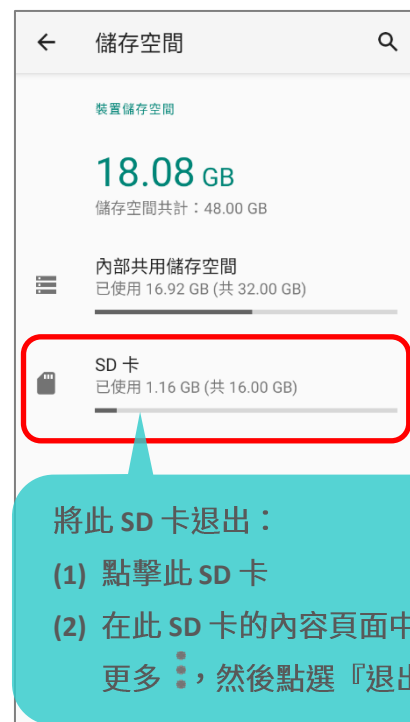 儲存空間
裝置儲存空間
18.08 GB
儲存空間共計：48.00 GB
內部共用儲存空間
已使用 16.92 GB (共 32.00 GB)
SD 卡
已使用 1.16 GB (共 16.00 GB)
將此 SD 卡退出：
(1) 點擊此 SD 卡
(2) 在此 SD 卡的內容頁面中
更多 ，然後點選『退出